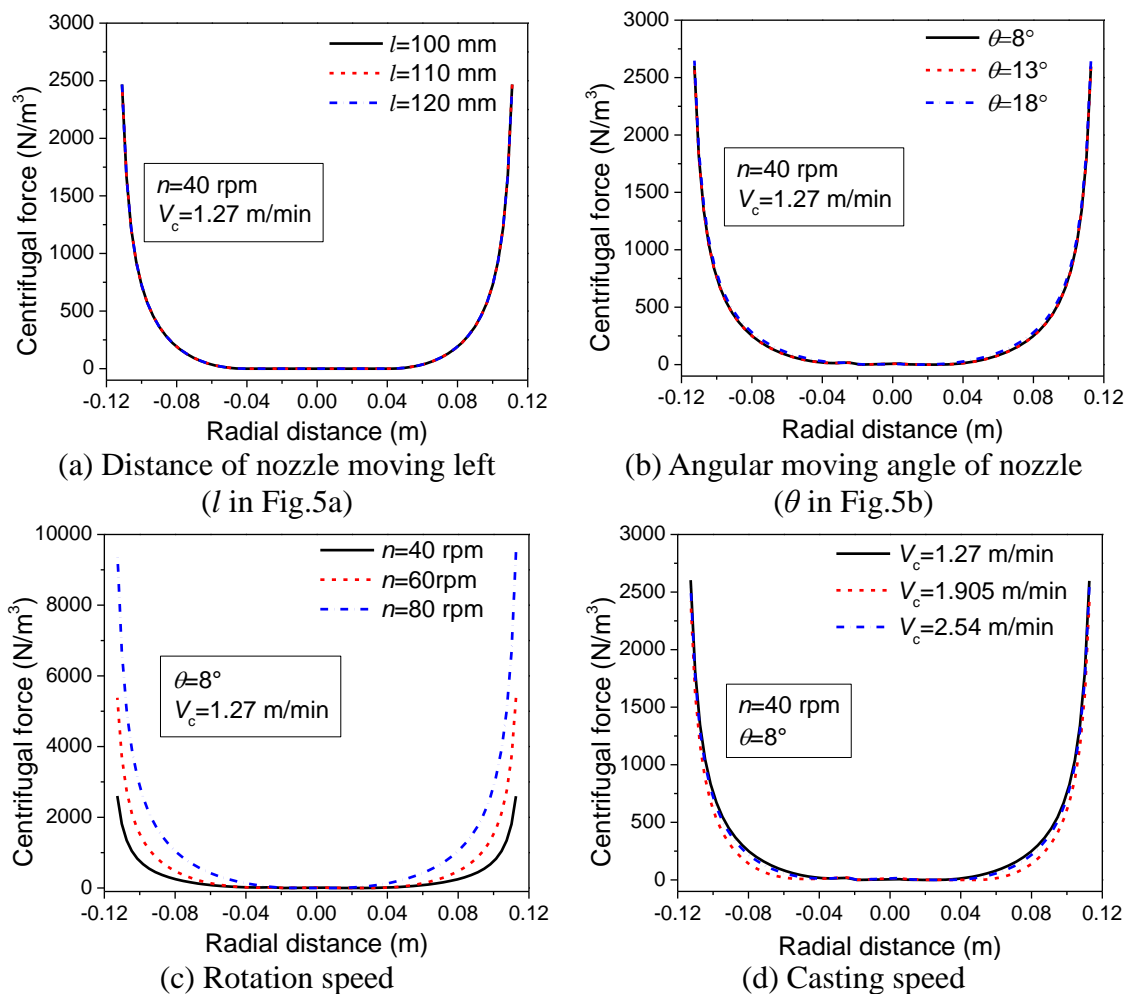 3000
2500
2000
1500
1000
500
0
Centrifugal force (N/m³)
l=100 mm
l=110 mm
l=120 mm
n=40 rpm
V_c=1.27 m/min
-0.12 -0.08 -0.04 0.00 0.04 0.08 0.12
Radial distance (m)
(a) Distance of nozzle moving left
(l in Fig.5a)
3000
2500
2000
1500
1000
500
0
Centrifugal force (N/m³)
θ=8°
θ=13°
θ=18°
n=40 rpm
V_c=1.27 m/min
-0.12 -0.08 -0.04 0.00 0.04 0.08 0.12
Radial distance (m)
(b) Angular moving angle of nozzle
(θ in Fig.5b)
10000
8000
6000
4000
2000
0
Centrifugal force (N/m³)
n=40 rpm
n=60rpm
n=80 rpm
θ=8°
V_c=1.27 m/min
-0.12 -0.08 -0.04 0.00 0.04 0.08 0.12
Radial distance (m)
(c) Rotation speed
3000
2500
2000
1500
1000
500
0
Centrifugal force (N/m³)
V_c=1.27 m/min
V_c=1.905 m/min
V_c=2.54 m/min
n=40 rpm
θ=8°
-0.12 -0.08 -0.04 0.00 0.04 0.08 0.12
Radial distance (m)
(d) Casting speed